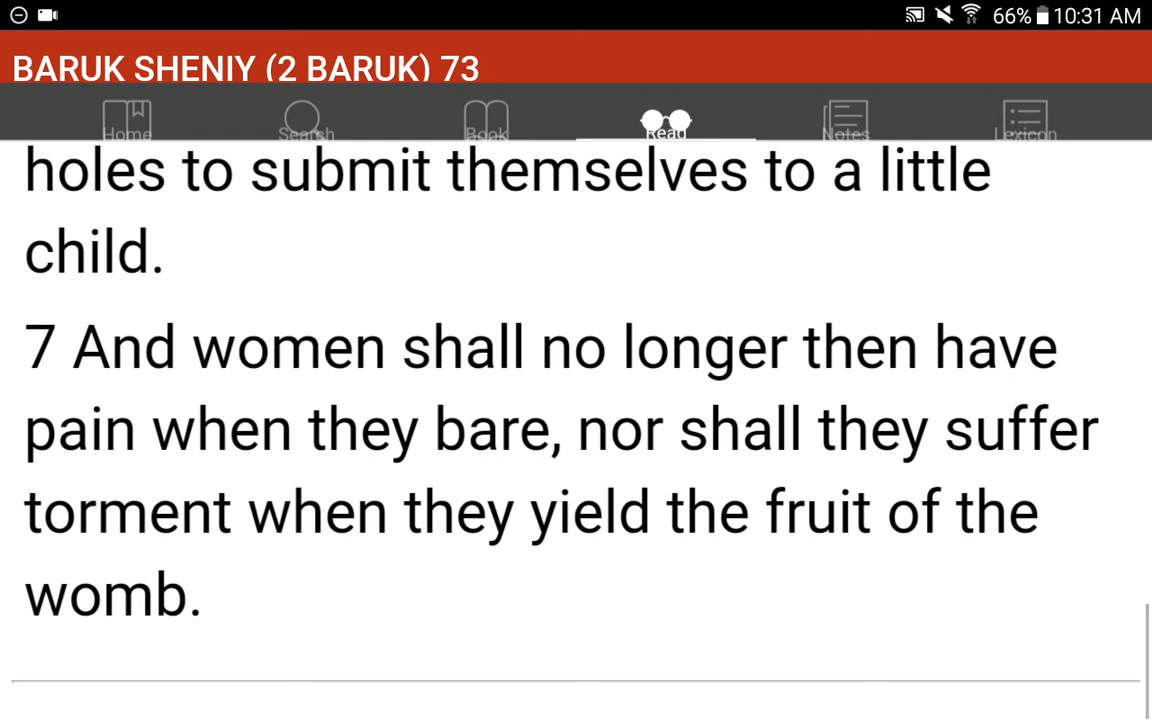 66% 10:31 AM
BARUK SHENIY (2 BARUK) 73
Home Search Book Read Notes Lexicon
holes to submit themselves to a little
child.
7 And women shall no longer then have
pain when they bare, nor shall they suffer
torment when they yield the fruit of the
womb.